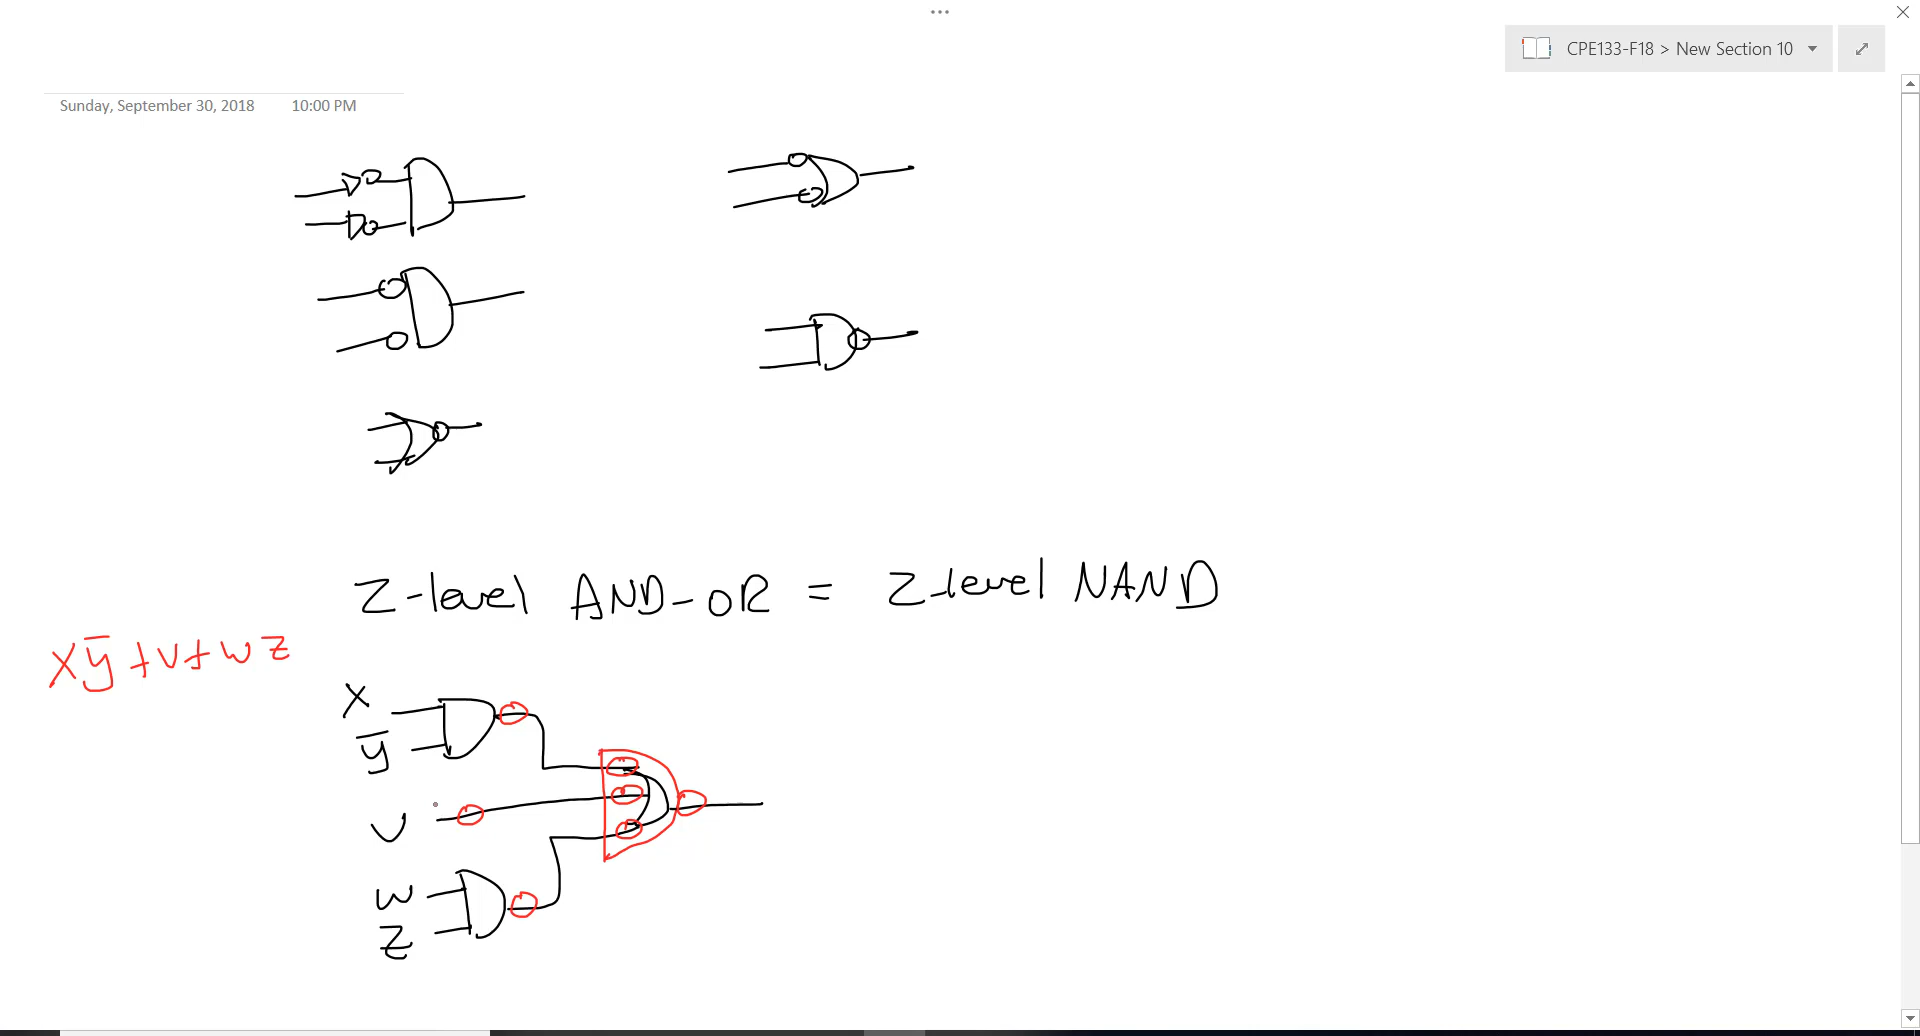 CPE133-F18 > New Section 10
Sunday, September 30, 2018 10:00 PM
2-level AND-OR = 2-level NAND
xy̅ + v + wz
x
y̅
v
w
z